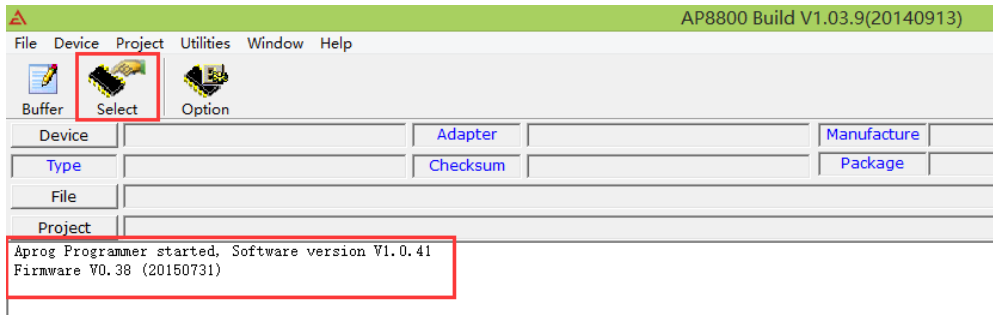 AP8800 Build V1.03.9(20140913)
File Device Project Utilities Window Help
Buffer Select Option
Device Adapter Manufacture
Type Checksum Package
File
Project
Aprog Programmer started, Software version V1.0.41
Firmware V0.38 (20150731)